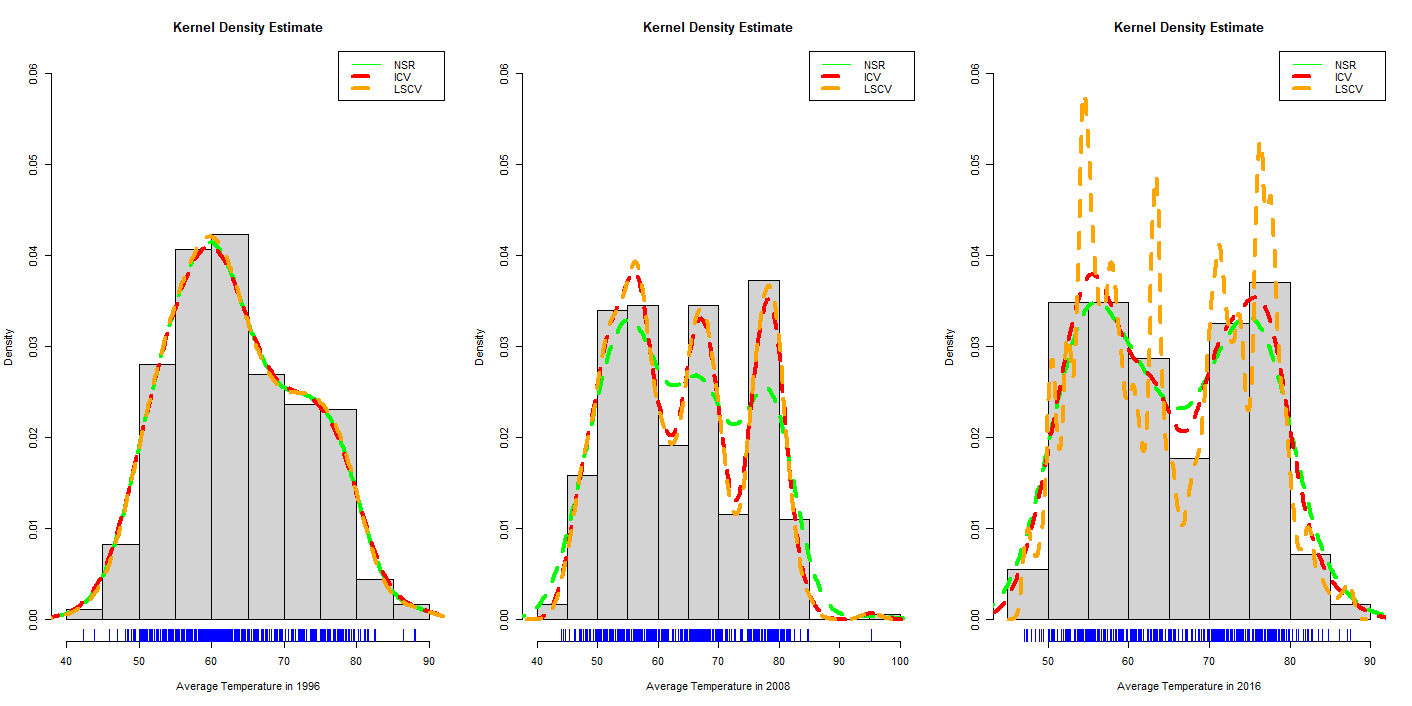 Kernel Density Estimate
NSR
ICV
LSCV
0.06
0.05
0.04
0.03
0.02
0.01
0.00
Density
40 50 60 70 80 90
Average Temperature in 1996
Kernel Density Estimate
NSR
ICV
LSCV
0.06
0.05
0.04
0.03
0.02
0.01
0.00
Density
40 50 60 70 80 90 100
Average Temperature in 2008
Kernel Density Estimate
NSR
ICV
LSCV
0.06
0.05
0.04
0.03
0.02
0.01
0.00
Density
50 60 70 80 90
Average Temperature in 2016